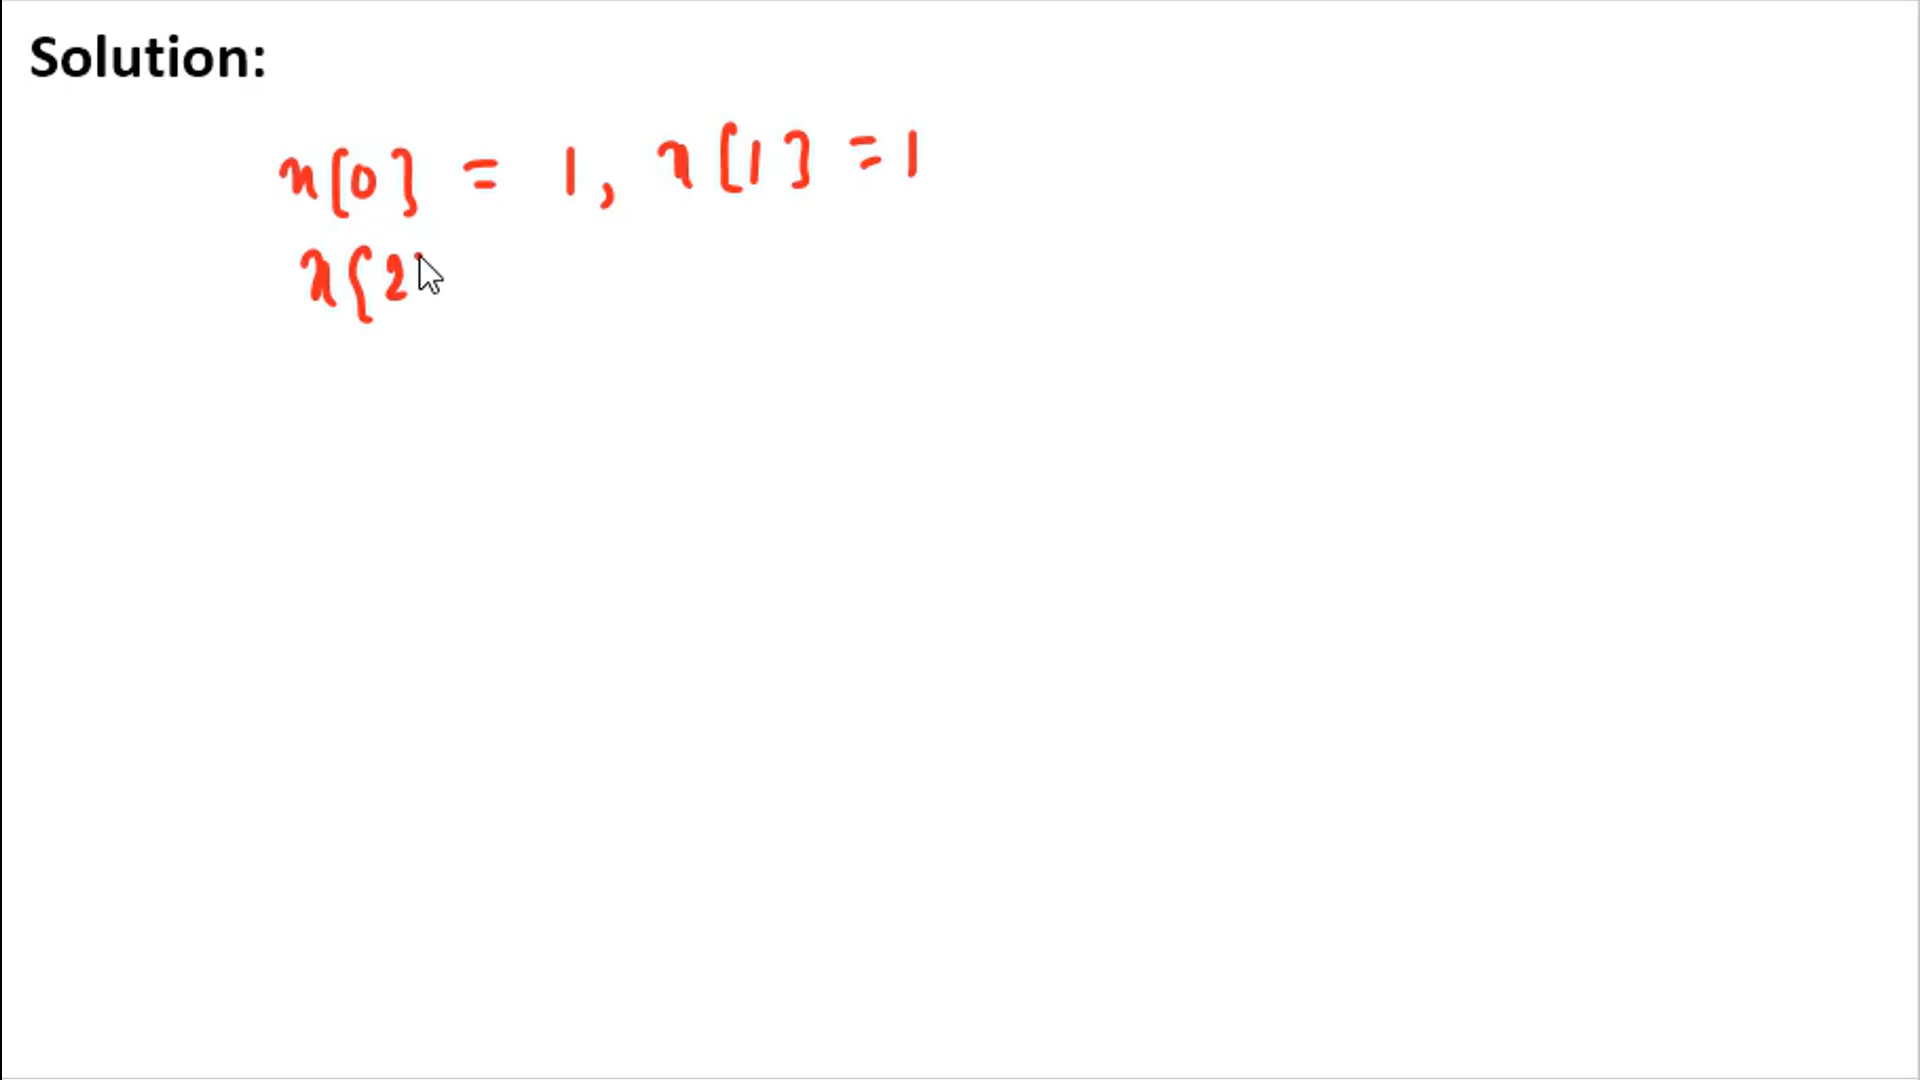 Solution:
x[0] = 1, x[1] = 1
x[2